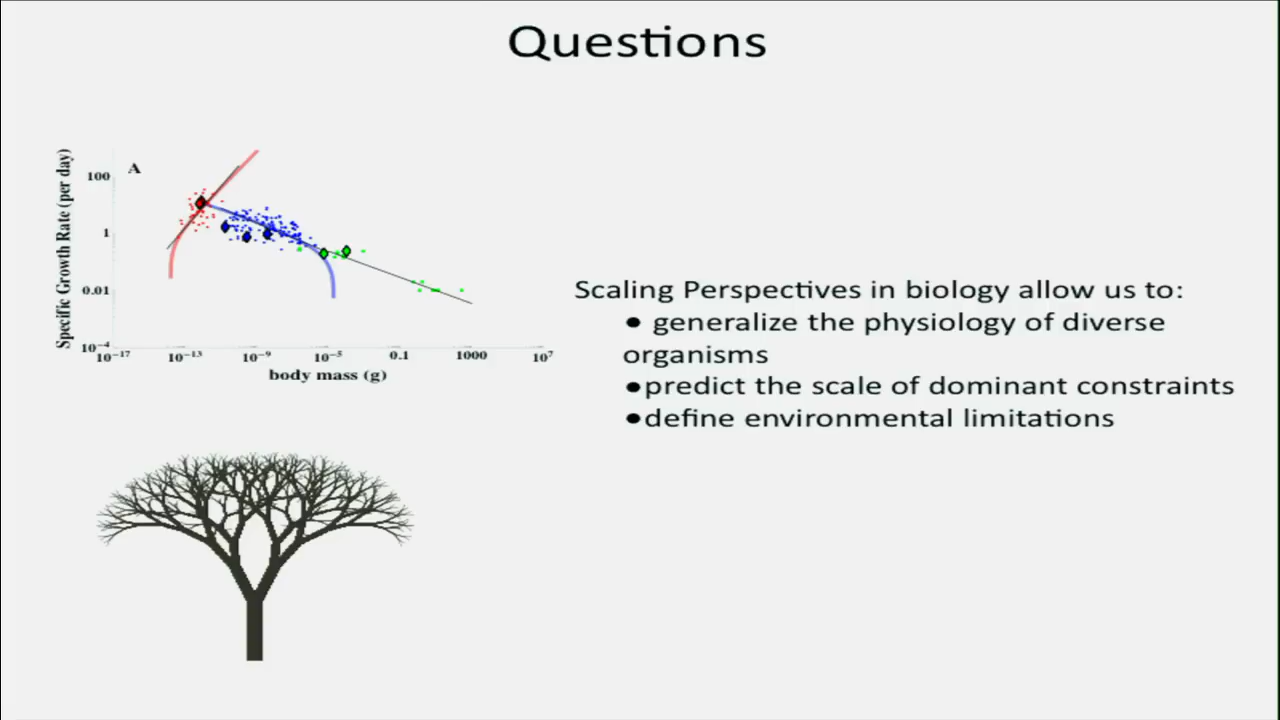 Questions
A
Specific Growth Rate (per day)
100
1
0.01
10⁻⁴
10⁻¹⁷ 10⁻¹³ 10⁻⁹ 10⁻⁵ 0.1 1000 10⁷
body mass (g)
Scaling Perspectives in biology allow us to:
● generalize the physiology of diverse
organisms
●predict the scale of dominant constraints
●define environmental limitations